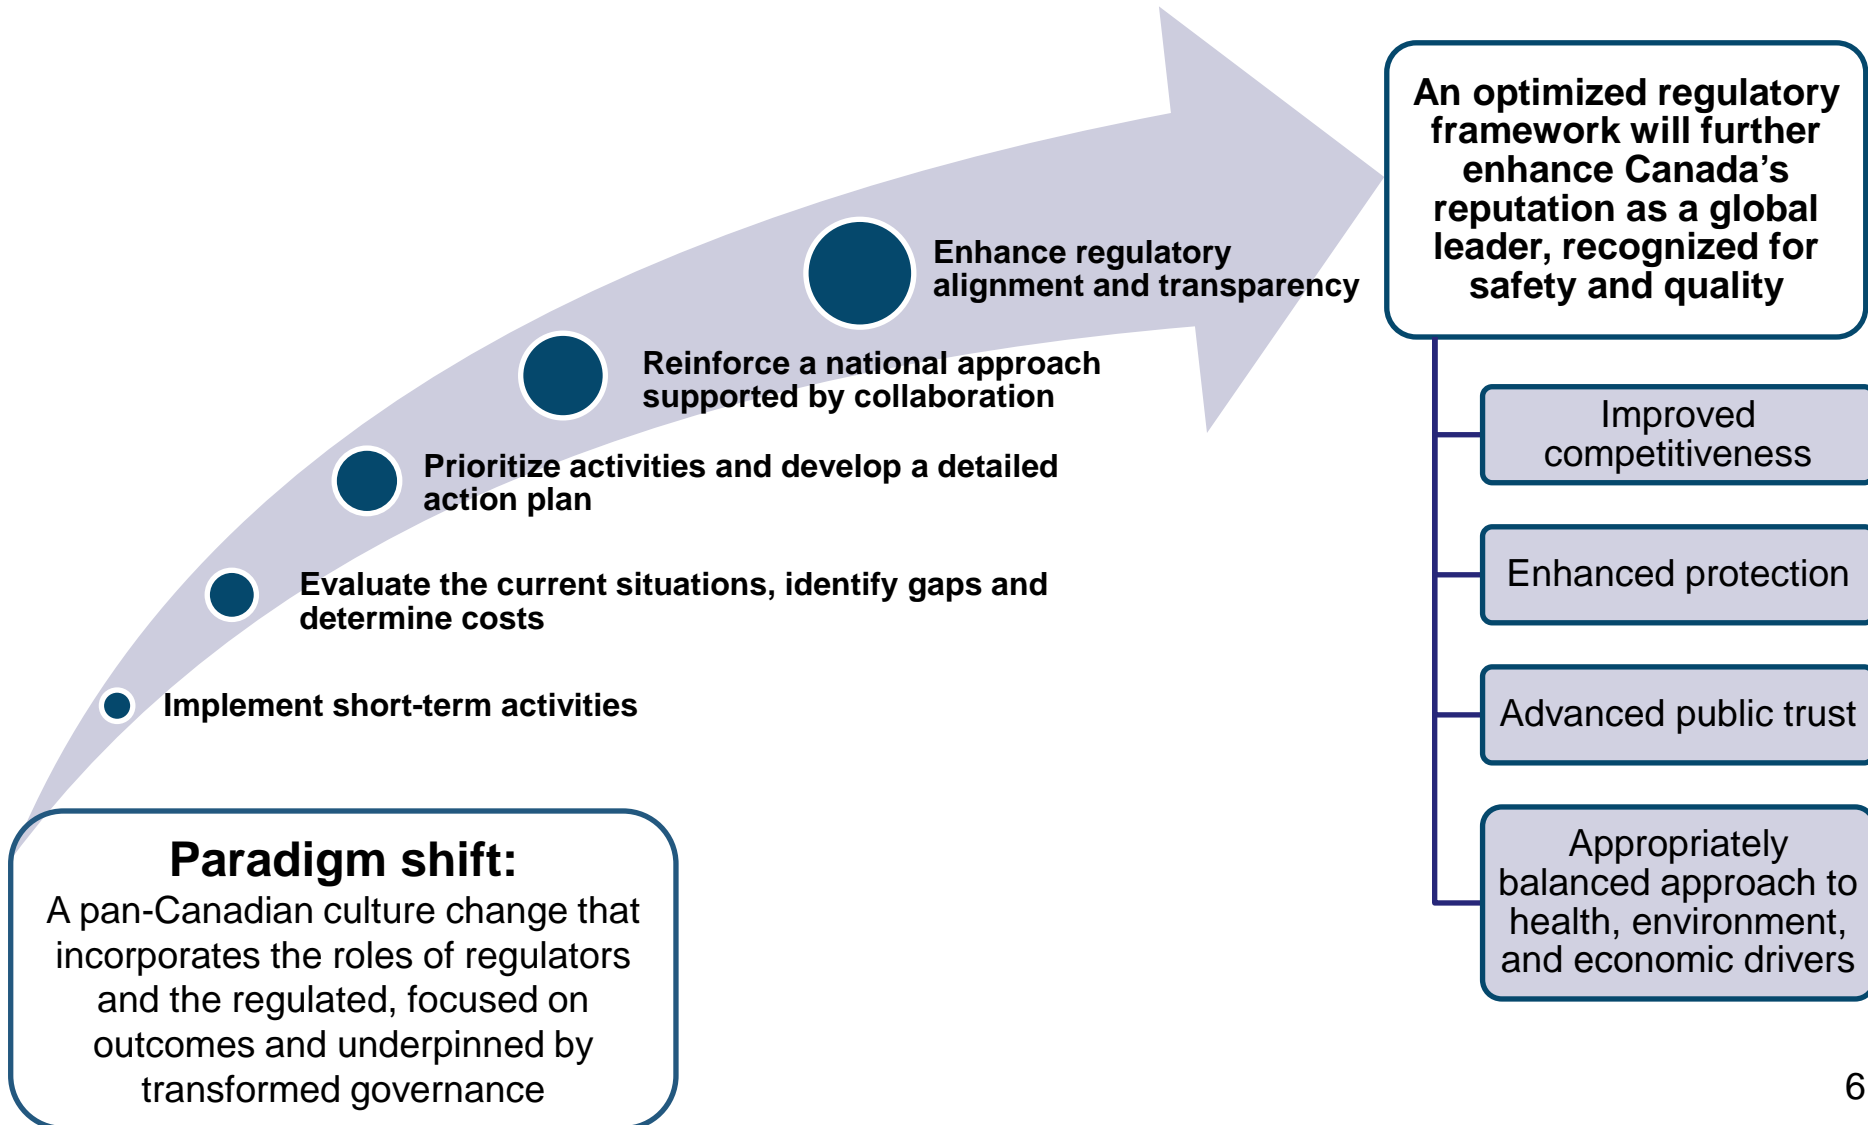 An optimized regulatory
framework will further
enhance Canada’s
reputation as a global
leader, recognized for
safety and quality
Enhance regulatory
alignment and transparency
Reinforce a national approach
supported by collaboration
Prioritize activities and develop a detailed
action plan
Evaluate the current situations, identify gaps and
determine costs
Implement short-term activities
Paradigm shift:
A pan-Canadian culture change that
incorporates the roles of regulators
and the regulated, focused on
outcomes and underpinned by
transformed governance
Improved
competitiveness
Enhanced protection
Advanced public trust
Appropriately
balanced approach to
health, environment,
and economic drivers
6